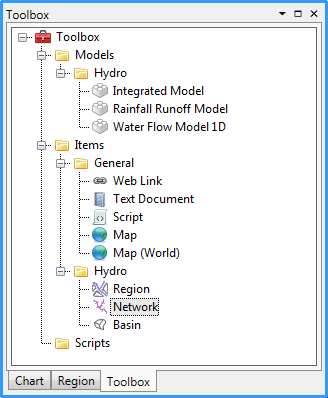 Toolbox
Toolbox
Models
Hydro
Integrated Model
Rainfall Runoff Model
Water Flow Model 1D
Items
General
Web Link
Text Document
Script
Map
Map (World)
Hydro
Region
Network
Basin
Scripts
Chart Region Toolbox